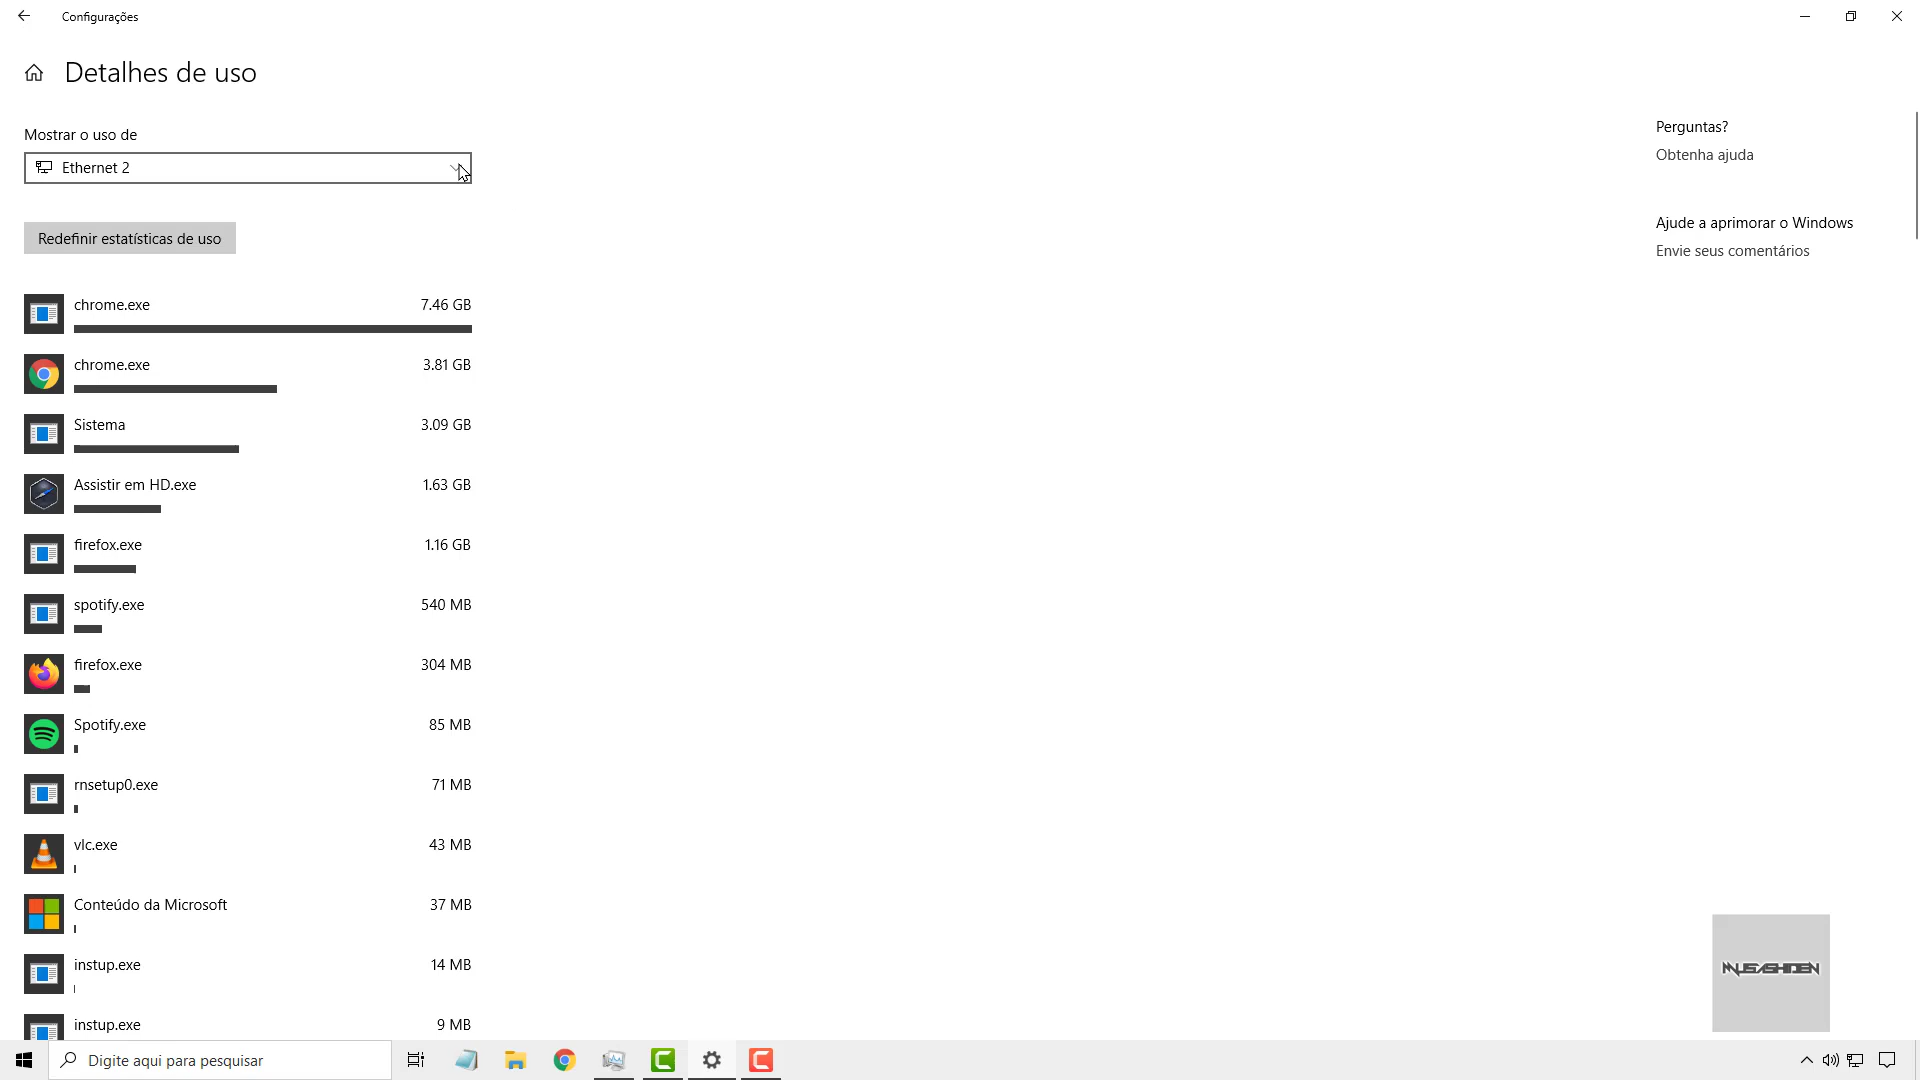 Configurações
Detalhes de uso
Mostrar o uso de
Ethernet 2
Redefinir estatísticas de uso
chrome.exe 7.46 GB
chrome.exe 3.81 GB
Sistema 3.09 GB
Assistir em HD.exe 1.63 GB
firefox.exe 1.16 GB
spotify.exe 540 MB
firefox.exe 304 MB
Spotify.exe 85 MB
rnsetup0.exe 71 MB
vlc.exe 43 MB
Conteúdo da Microsoft 37 MB
instup.exe 14 MB
instup.exe 9 MB
Perguntas?
Obtenha ajuda
Ajude a aprimorar o Windows
Envie seus comentários
MUSASHIDEN
Digite aqui para pesquisar